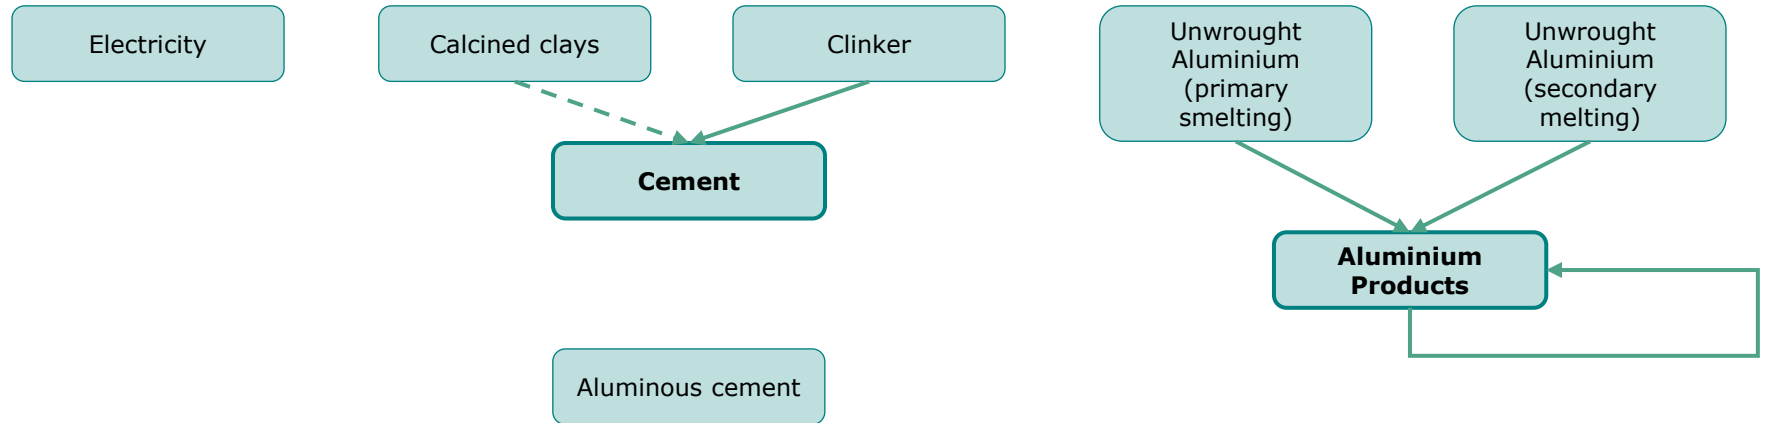 Electricity
Calcined clays
Clinker
Unwrought
Aluminium
(primary
smelting)
Unwrought
Aluminium
(secondary
melting)
Cement
Aluminium
Products
Aluminous cement